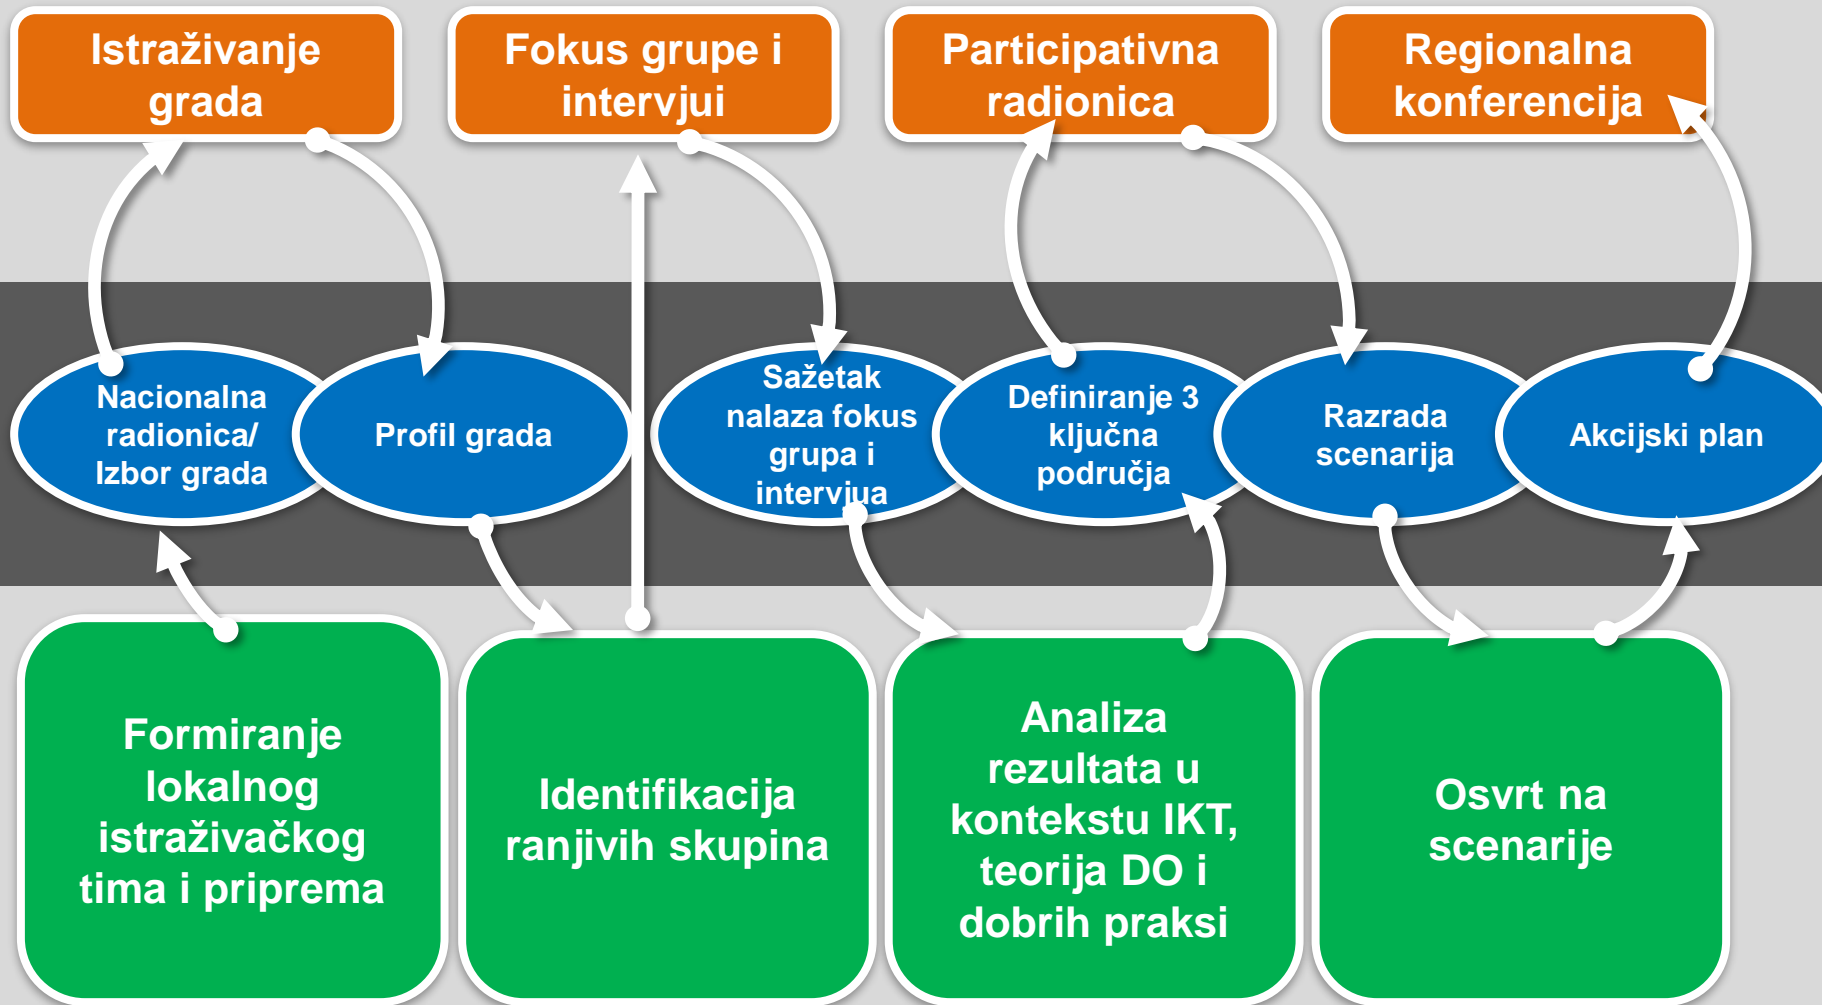 Istraživanje
grada
Fokus grupe i
intervjui
Participativna
radionica
Regionalna
konferencija
Nacionalna
radionica/
Izbor grada
Profil grada
Sažetak
nalaza fokus
grupa i
intervjua
Definiranje 3
ključna
područja
Razrada
scenarija
Akcijski plan
Formiranje
lokalnog
istraživačkog
tima i priprema
Identifikacija
ranjivih skupina
Analiza
rezultata u
kontekstu IKT,
teorija DO i
dobrih praksi
Osvrt na
scenarije